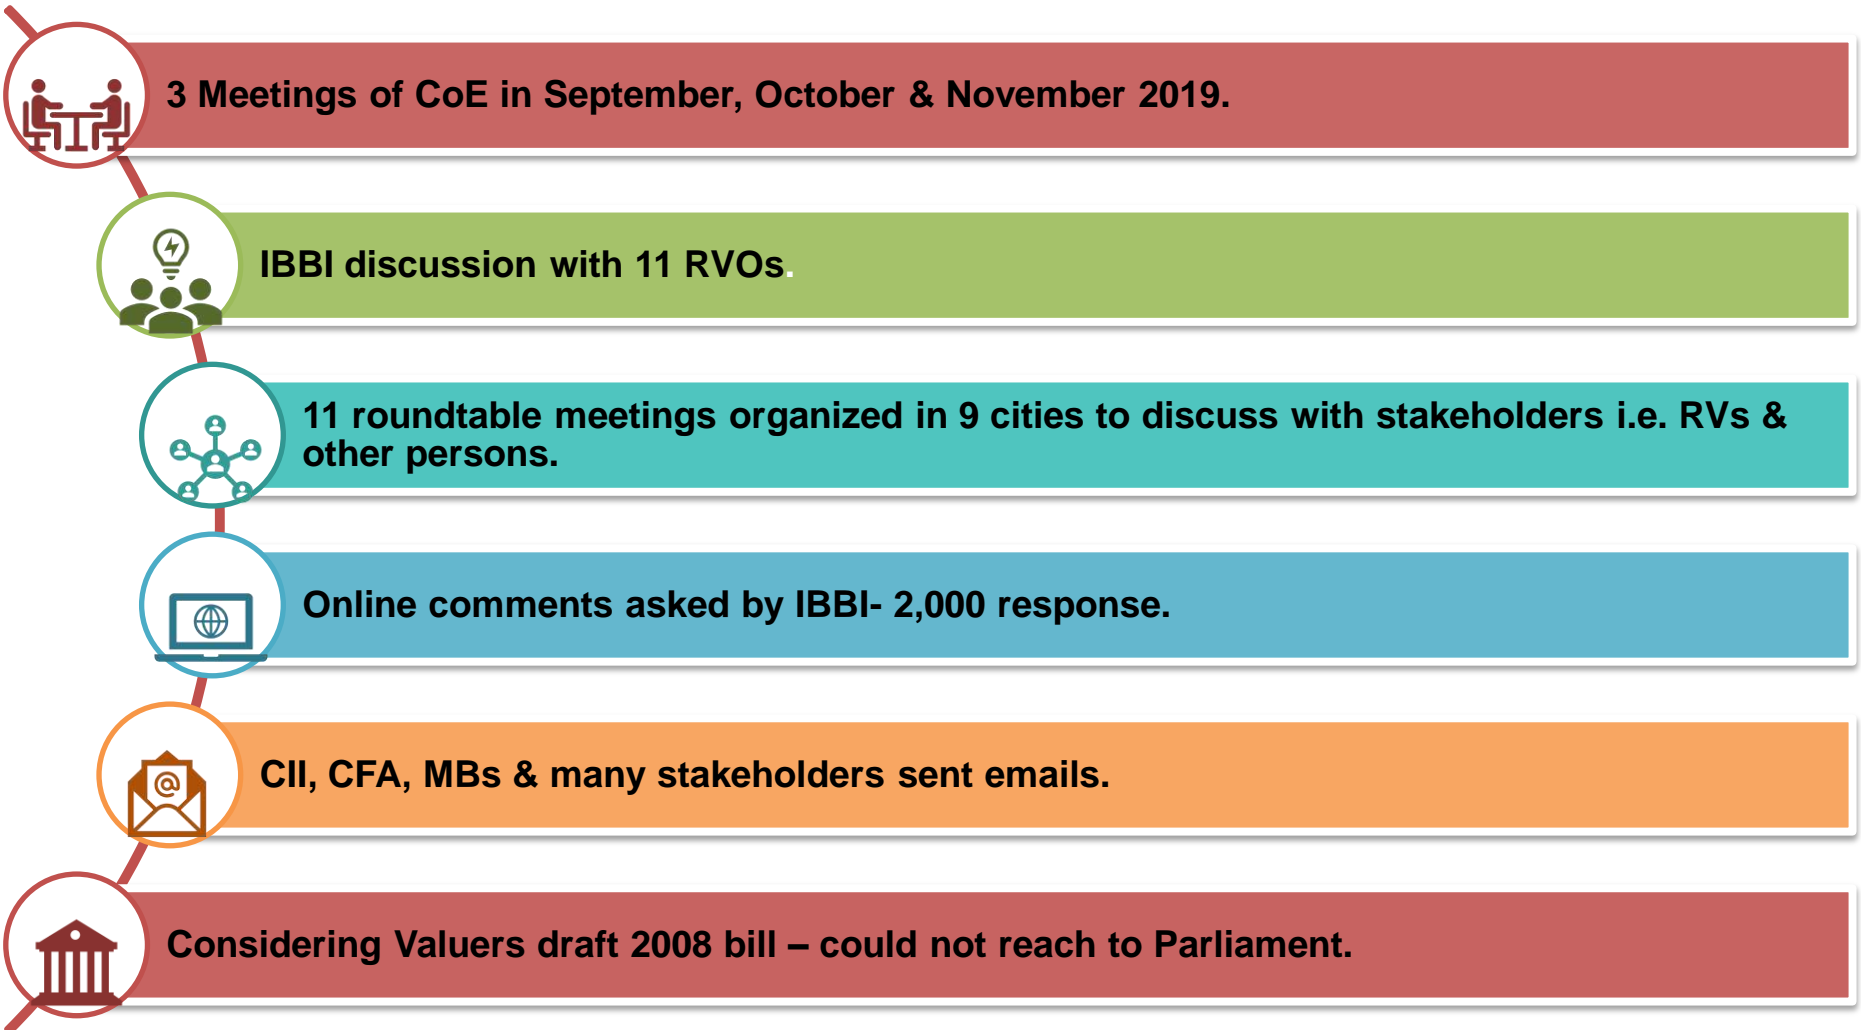 3 Meetings of CoE in September, October & November 2019.
IBBI discussion with 11 RVOs.
11 roundtable meetings organized in 9 cities to discuss with stakeholders i.e. RVs &
other persons.
Online comments asked by IBBI- 2,000 response.
CII, CFA, MBs & many stakeholders sent emails.
@
Considering Valuers draft 2008 bill – could not reach to Parliament.